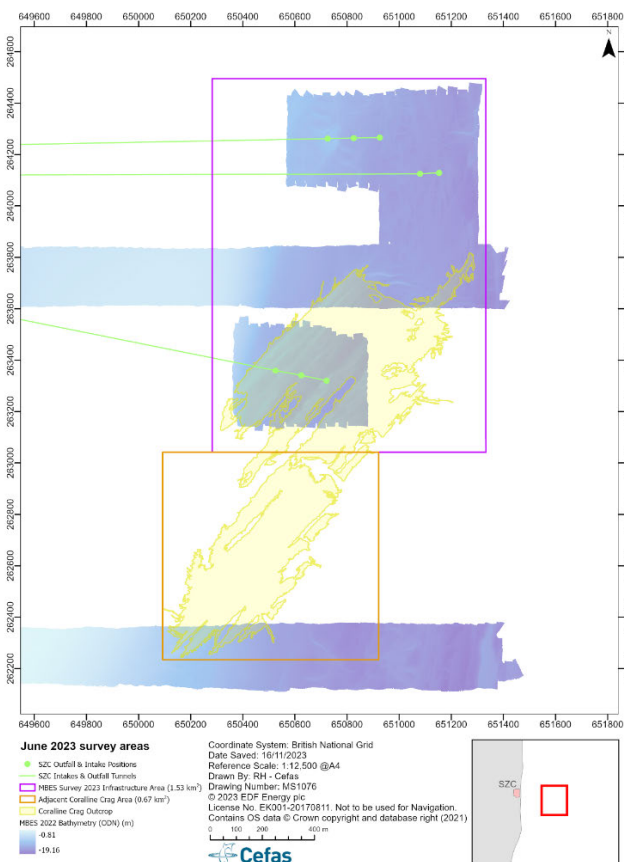 649600 649800 650000 650200 650400 650600 650800 651000 651200 651400 651600 651800
N
264600
264400
264200
264000
263800
263600
263400
263200
263000
262800
262600
262400
262200
649600 649800 650000 650200 650400 650600 650800 651000 651200 651400 651600 651800
June 2023 survey areas
SZC Outfall & Intake Positions
SZC Intakes & Outfall Tunnels
MBES Survey 2023 Infrastructure Area (1.53 km²)
Adjacent Coralline Crag Area (0.67 km²)
Coralline Crag Outcrop
MBES 2022 Bathymetry (ODN) (m)
-0.81
-19.16
Coordinate System: British National Grid
Date Saved: 16/11/2023
Reference Scale: 1:12,500 @A4
Drawn By: RH - Cefas
Drawing Number: MS1076
© 2023 EDF Energy plc
License No. EK001-20170811. Not to be used for Navigation.
Contains OS data © Crown copyright and database right (2021)
0 100 200 400 m
Cefas
SZC